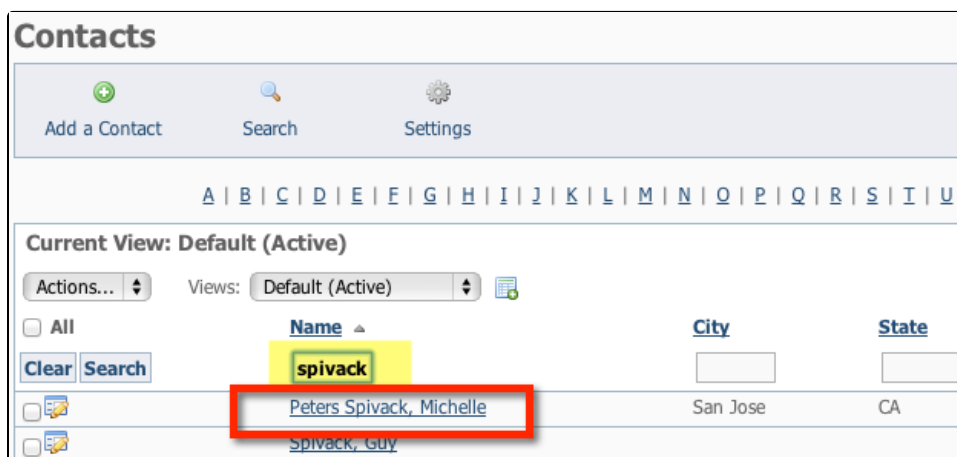 Contacts
Add a Contact Search Settings
A | B | C | D | E | F | G | H | I | J | K | L | M | N | O | P | Q | R | S | T | U
Current View: Default (Active)
Actions... Views: Default (Active)
All Name City State
Clear Search spivack
Peters Spivack, Michelle San Jose CA
Spivack, Guy